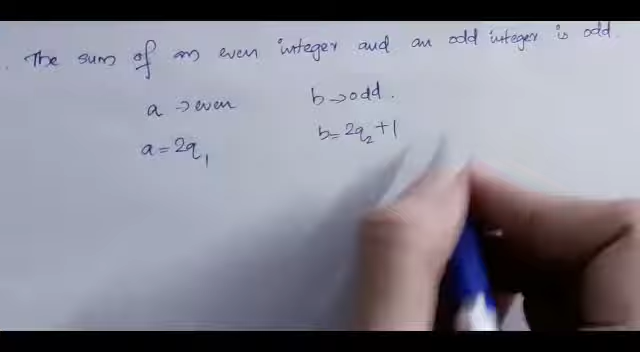 The sum of an even integer and an odd integer is odd.
a → even b → odd.
a = 2q₁ b = 2q₂ + 1